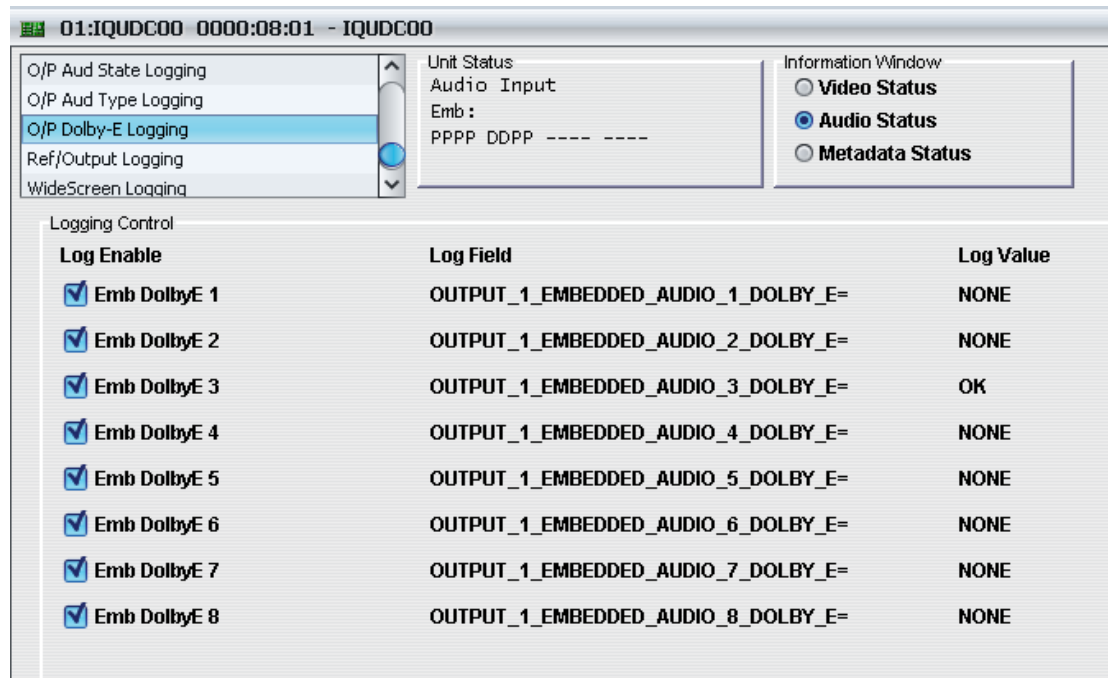 01:IQUDC00 0000:08:01 - IQUDC00
O/P Aud State Logging
O/P Aud Type Logging
O/P Dolby-E Logging
Ref/Output Logging
WideScreen Logging
Unit Status
Audio Input
Emb:
PPPP DDPP ---- ----
Information Window
Video Status
Audio Status
Metadata Status
Logging Control
Log Enable Log Field Log Value
Emb DolbyE 1 OUTPUT_1_EMBEDDED_AUDIO_1_DOLBY_E= NONE
Emb DolbyE 2 OUTPUT_1_EMBEDDED_AUDIO_2_DOLBY_E= NONE
Emb DolbyE 3 OUTPUT_1_EMBEDDED_AUDIO_3_DOLBY_E= OK
Emb DolbyE 4 OUTPUT_1_EMBEDDED_AUDIO_4_DOLBY_E= NONE
Emb DolbyE 5 OUTPUT_1_EMBEDDED_AUDIO_5_DOLBY_E= NONE
Emb DolbyE 6 OUTPUT_1_EMBEDDED_AUDIO_6_DOLBY_E= NONE
Emb DolbyE 7 OUTPUT_1_EMBEDDED_AUDIO_7_DOLBY_E= NONE
Emb DolbyE 8 OUTPUT_1_EMBEDDED_AUDIO_8_DOLBY_E= NONE